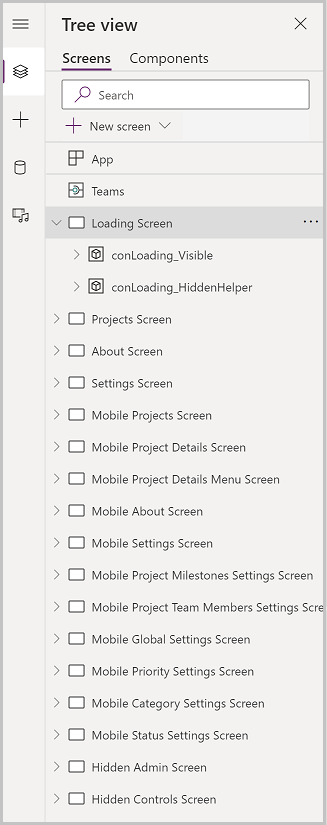 Tree view
Screens Components
Search
New screen
App
Teams
Loading Screen
conLoading_Visible
conLoading_HiddenHelper
Projects Screen
About Screen
Settings Screen
Mobile Projects Screen
Mobile Project Details Screen
Mobile Project Details Menu Screen
Mobile About Screen
Mobile Settings Screen
Mobile Project Milestones Settings Screen
Mobile Project Team Members Settings Scre
Mobile Global Settings Screen
Mobile Priority Settings Screen
Mobile Category Settings Screen
Mobile Status Settings Screen
Hidden Admin Screen
Hidden Controls Screen